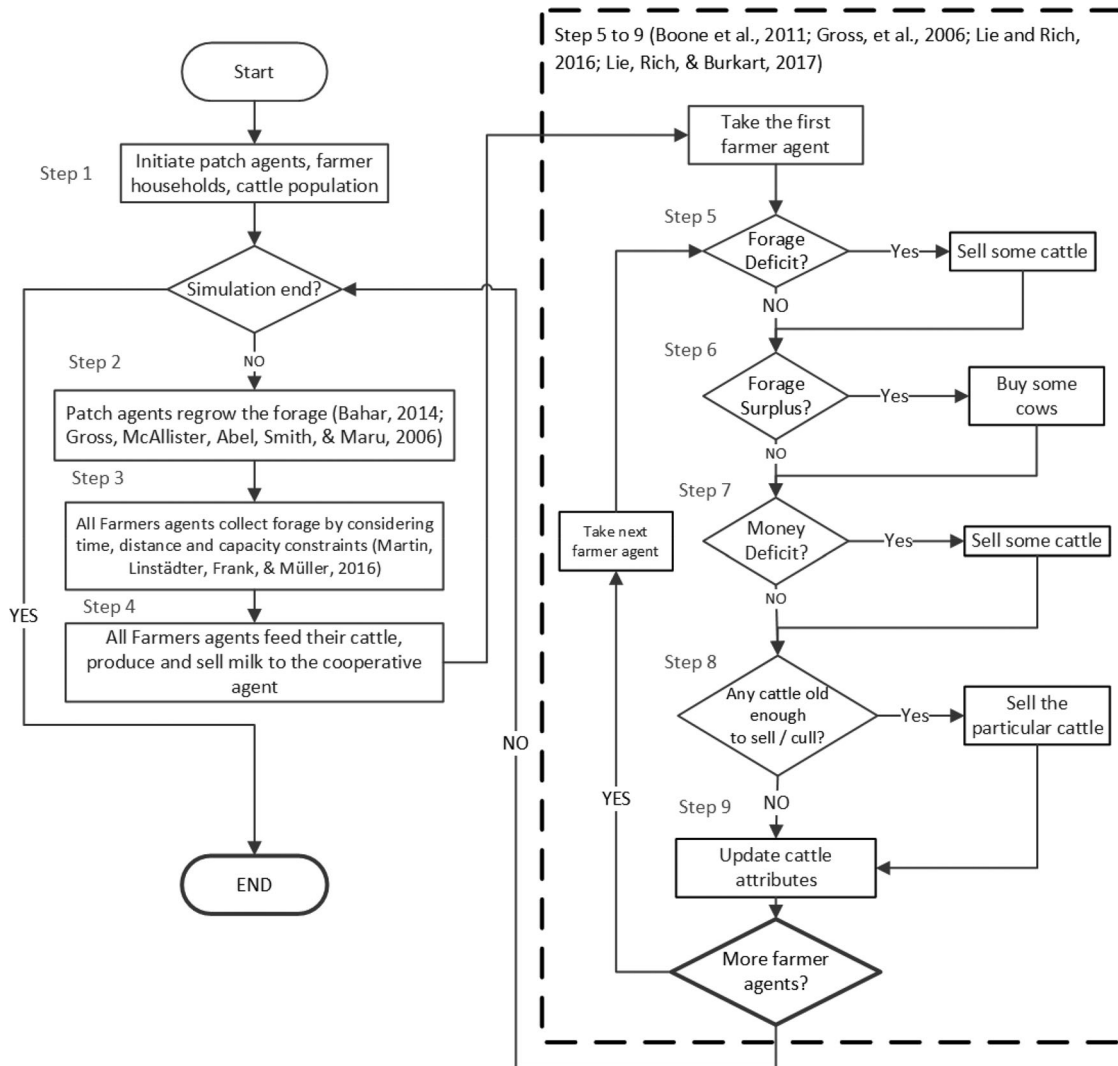 Start
Step 1
Initiate patch agents, farmer
households, cattle population
Simulation end?
NO
Step 2
Patch agents regrow the forage (Bahar, 2014;
Gross, McAllister, Abel, Smith, & Maru, 2006)
Step 3
All Farmers agents collect forage by considering
time, distance and capacity constraints (Martin,
Linstädter, Frank, & Müller, 2016)
Step 4
All Farmers agents feed their cattle,
produce and sell milk to the cooperative
agent
YES
END
NO
Step 5 to 9 (Boone et al., 2011; Gross, et al., 2006; Lie and Rich,
2016; Lie, Rich, & Burkart, 2017)
Take the first
farmer agent
Step 5
Forage
Deficit?
Yes
Sell some cattle
NO
Step 6
Forage
Surplus?
Yes
Buy some
cows
NO
Step 7
Money
Deficit?
Yes
Sell some cattle
NO
Take next
farmer agent
Step 8
Any cattle old
enough
to sell / cull?
Yes
Sell the
particular cattle
NO
YES
Step 9
Update cattle
attributes
More farmer
agents?